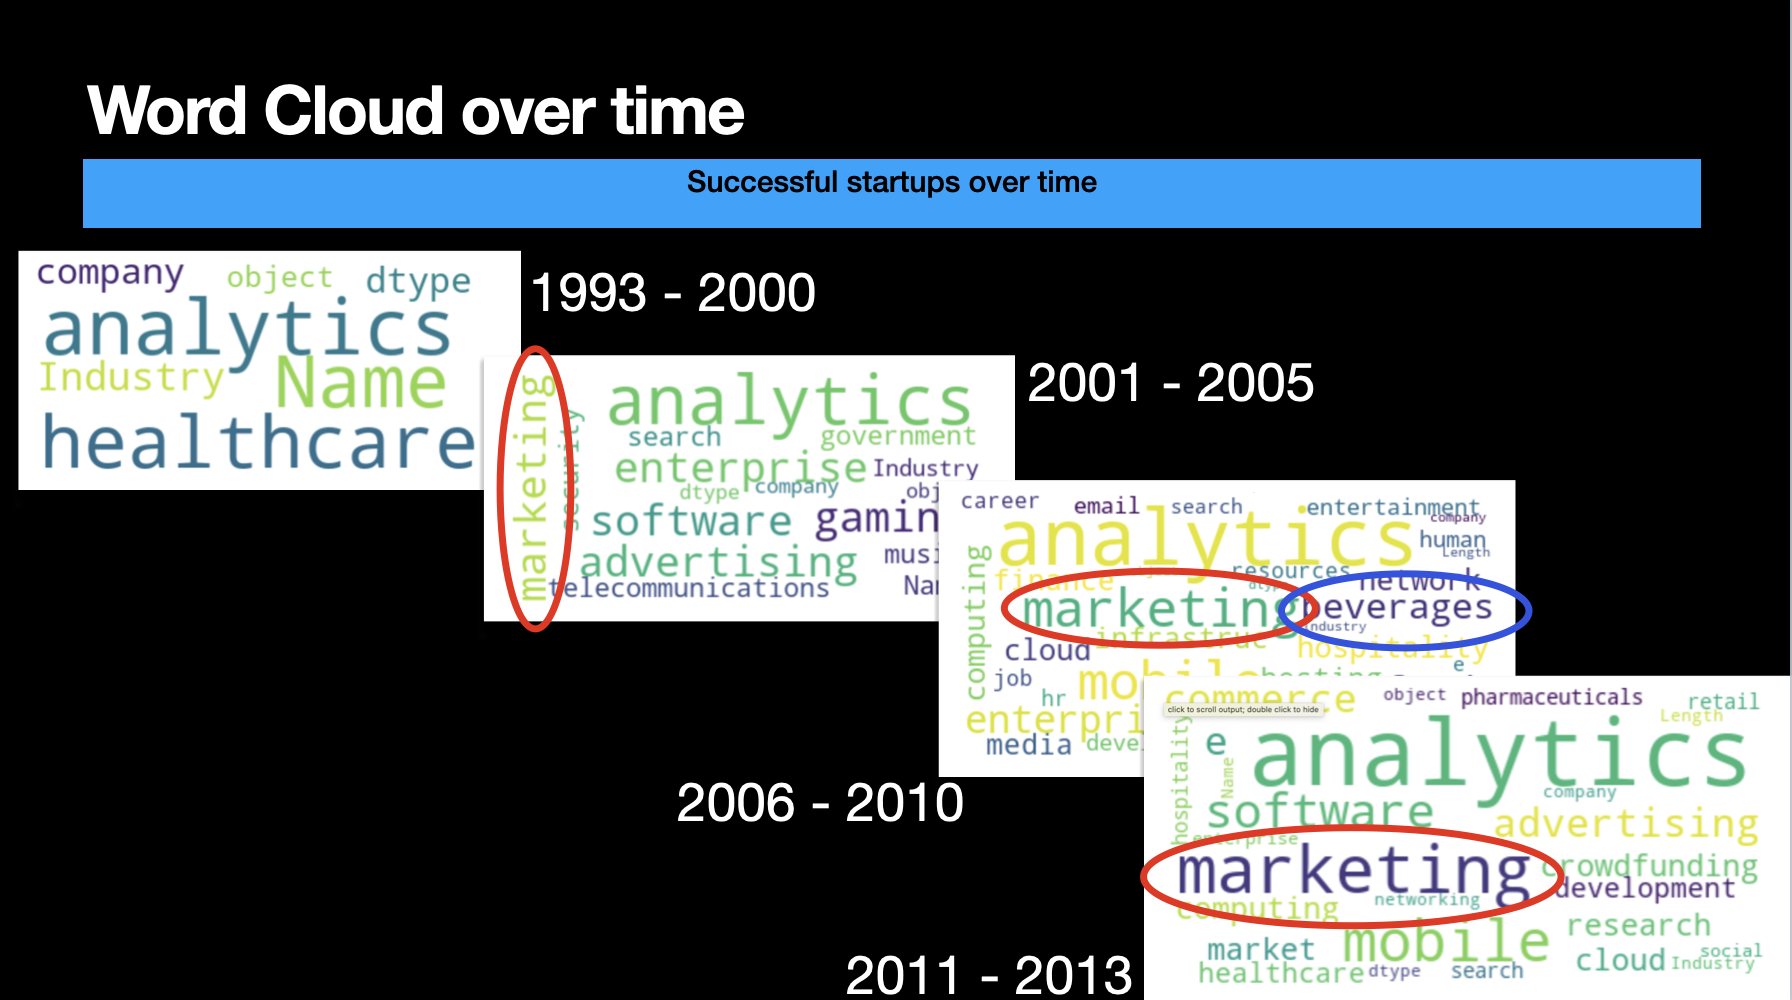 Word Cloud over time
Successful startups over time
company object dtype
analytics
Industry Name
healthcare
1993 - 2000
marketing
security
analytics
search government
enterprise Industry
dtype company obj
software gamin
advertising musi
telecommunications Nam
2001 - 2005
career email search entertainment
company
analytics human
Length
computing
finance resources network
marketing beverages
Industry
infrastruc hospitality
cloud
e
job mobile hosting
hr
enterpri
media deve
2006 - 2010
commerce object pharmaceuticals retail
click to scroll output; double click to hide
Length
hospitality
e analytics
Name
company
software advertising
enterprise
marketing crowdfunding
development
networking
computing
mobile research
market social
cloud Industry
healthcare dtype search
2011 - 2013